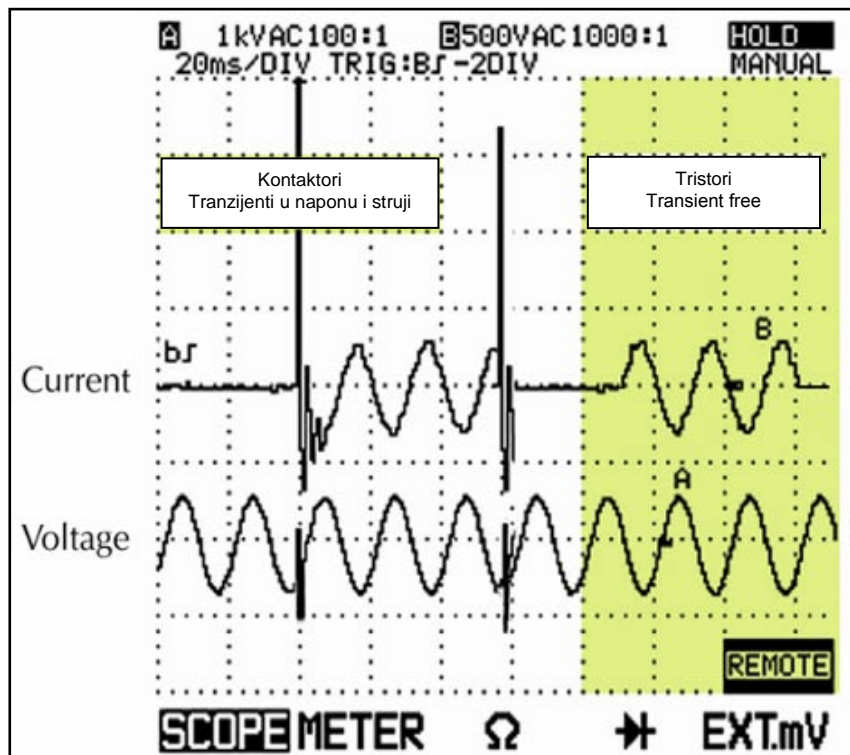 A 1kVAC100:1 B500VAC1000:1 HOLD
20ms/DIV TRIG:B∫ -2DIV MANUAL
Kontaktori
Tranzijenti u naponu i struji
Tristori
Transient free
b∫
B
Current
A
Voltage
REMOTE
SCOPE METER Ω EXT.mV